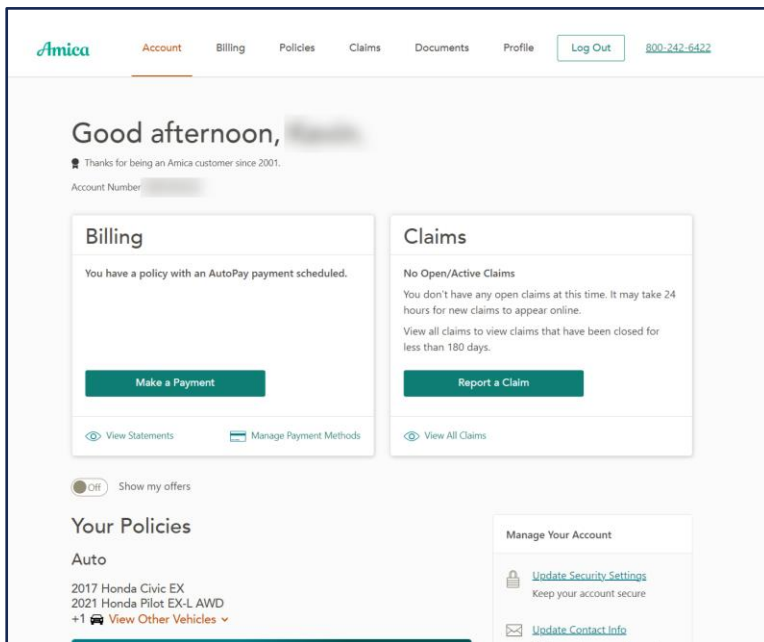 Amica
Account
Billing
Policies
Claims
Documents
Profile
Log Out
800-242-6422
Good afternoon,
Thanks for being an Amica customer since 2001.
Account Number
Billing
You have a policy with an AutoPay payment scheduled.
Make a Payment
View Statements
Manage Payment Methods
Claims
No Open/Active Claims
You don't have any open claims at this time. It may take 24
hours for new claims to appear online.
View all claims to view claims that have been closed for
less than 180 days.
Report a Claim
View All Claims
Off
Show my offers
Your Policies
Auto
2017 Honda Civic EX
2021 Honda Pilot EX-L AWD
+1 View Other Vehicles
Manage Your Account
Update Security Settings
Keep your account secure
Update Contact Info